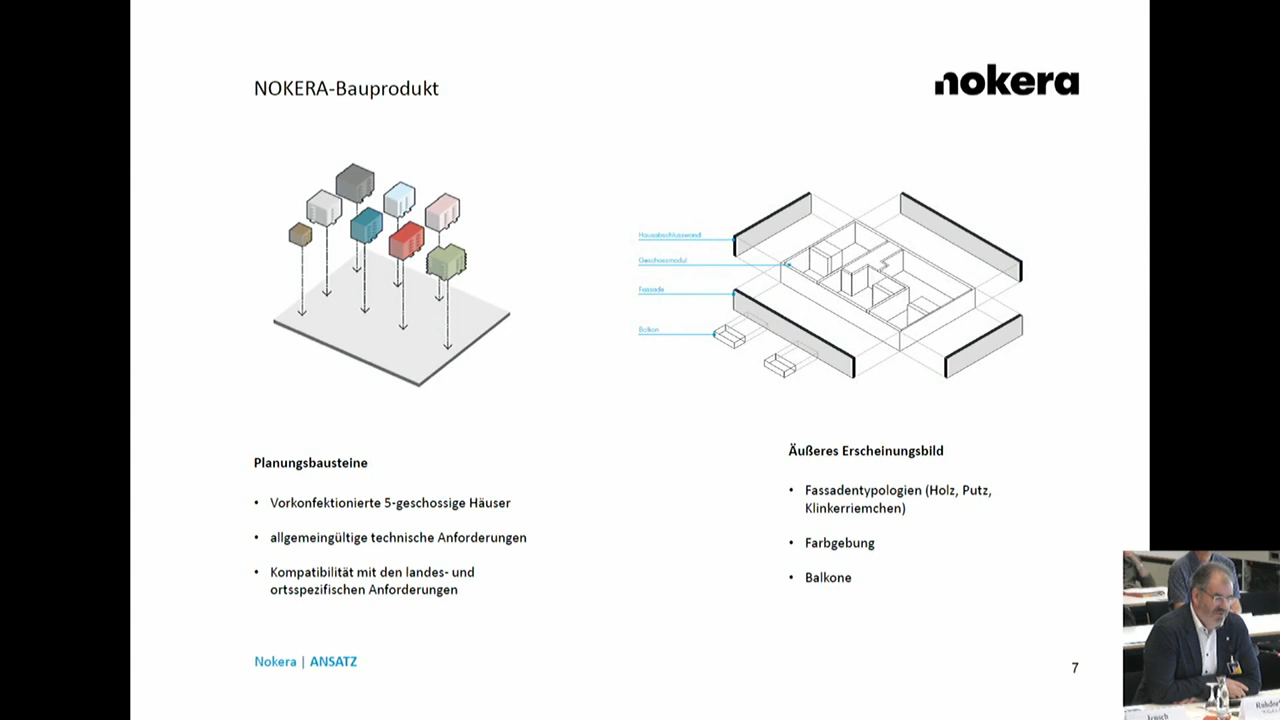 NOKERA-Bauprodukt
nokera
Hausabschlusswand
Geschossmodul
Fassade
Balkon
Planungsbausteine
• Vorkonfektionierte 5-geschossige Häuser
• allgemeingültige technische Anforderungen
• Kompatibilität mit den landes- und
ortsspezifischen Anforderungen
Äußeres Erscheinungsbild
• Fassadentypologien (Holz, Putz,
Klinkerriemchen)
• Farbgebung
• Balkone
Nokera | ANSATZ
7